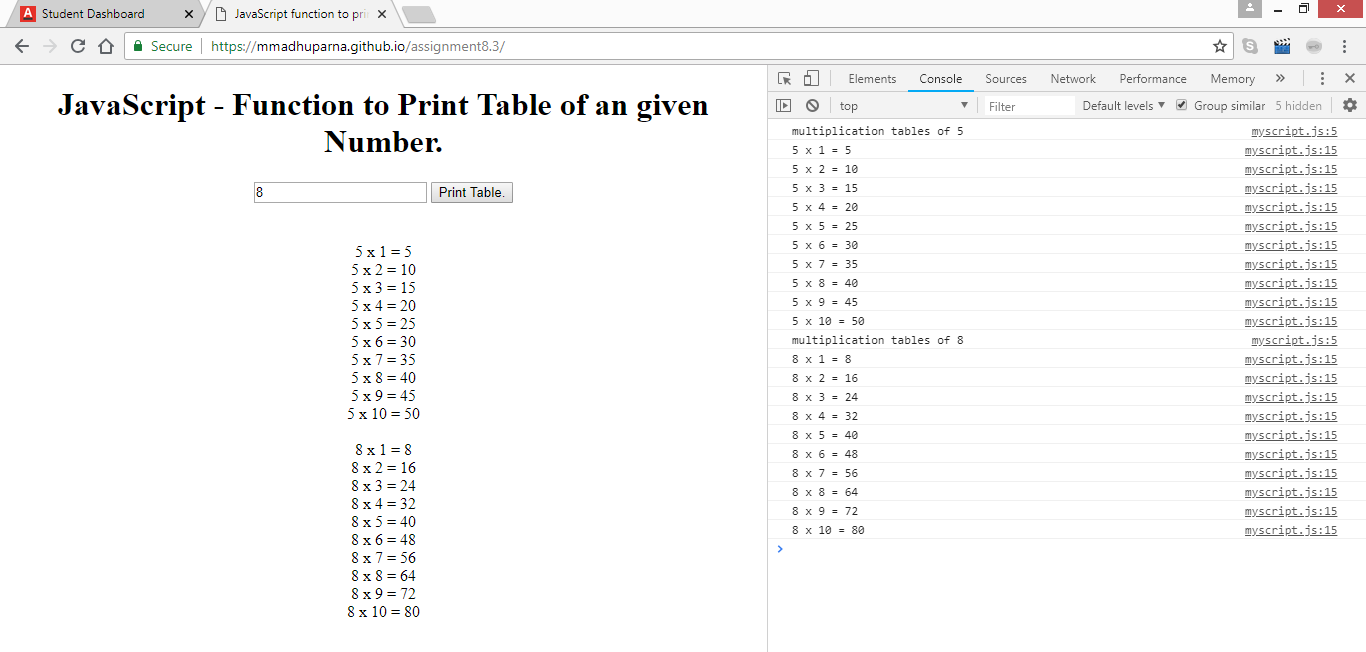 Student Dashboard
JavaScript function to pri
Secure
https://mmadhuparna.github.io/assignment8.3/
JavaScript - Function to Print Table of an given
Number.
8
Print Table.
5 x 1 = 5
5 x 2 = 10
5 x 3 = 15
5 x 4 = 20
5 x 5 = 25
5 x 6 = 30
5 x 7 = 35
5 x 8 = 40
5 x 9 = 45
5 x 10 = 50
8 x 1 = 8
8 x 2 = 16
8 x 3 = 24
8 x 4 = 32
8 x 5 = 40
8 x 6 = 48
8 x 7 = 56
8 x 8 = 64
8 x 9 = 72
8 x 10 = 80
Elements Console Sources Network Performance Memory »
top Filter Default levels Group similar 5 hidden
multiplication tables of 5 myscript.js:5
5 x 1 = 5 myscript.js:15
5 x 2 = 10 myscript.js:15
5 x 3 = 15 myscript.js:15
5 x 4 = 20 myscript.js:15
5 x 5 = 25 myscript.js:15
5 x 6 = 30 myscript.js:15
5 x 7 = 35 myscript.js:15
5 x 8 = 40 myscript.js:15
5 x 9 = 45 myscript.js:15
5 x 10 = 50 myscript.js:15
multiplication tables of 8 myscript.js:5
8 x 1 = 8 myscript.js:15
8 x 2 = 16 myscript.js:15
8 x 3 = 24 myscript.js:15
8 x 4 = 32 myscript.js:15
8 x 5 = 40 myscript.js:15
8 x 6 = 48 myscript.js:15
8 x 7 = 56 myscript.js:15
8 x 8 = 64 myscript.js:15
8 x 9 = 72 myscript.js:15
8 x 10 = 80 myscript.js:15